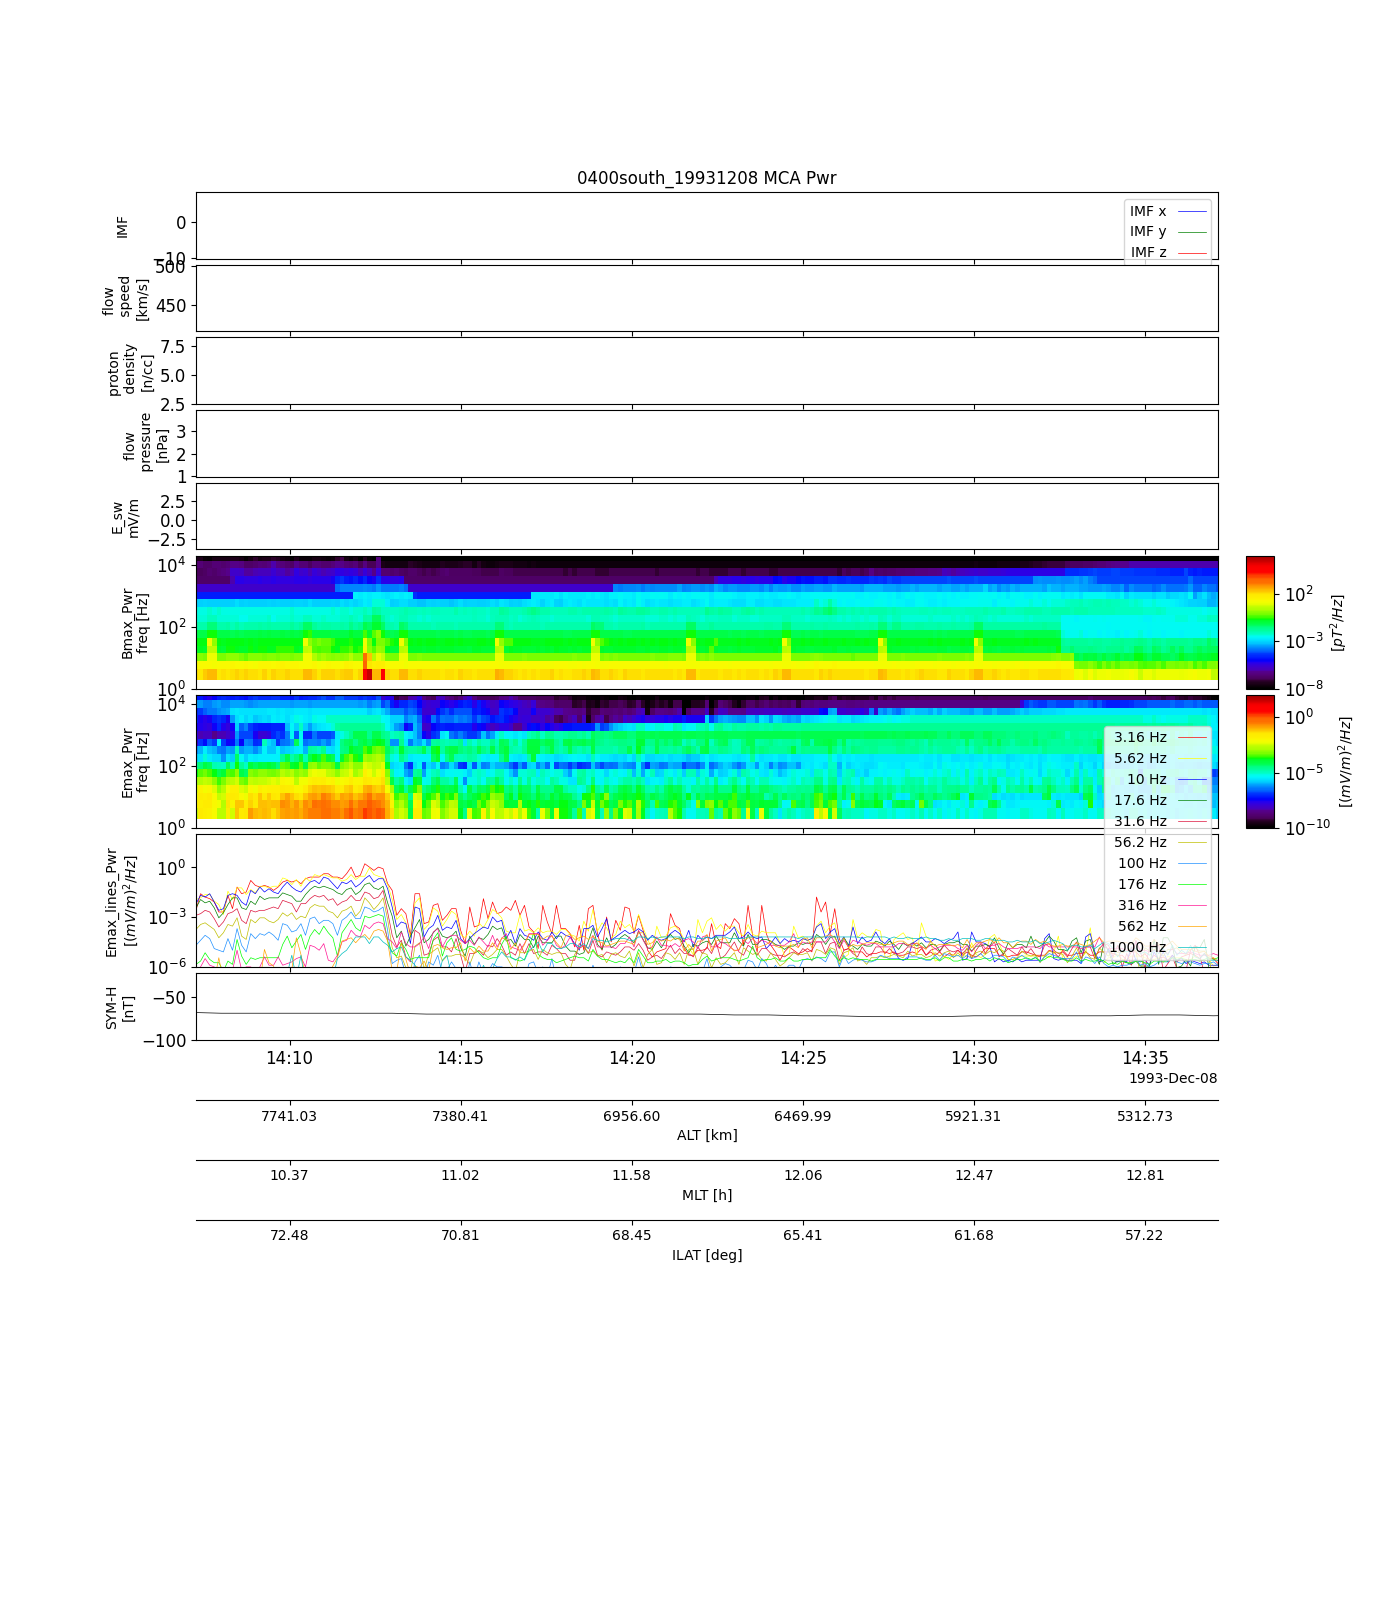 0400south_19931208 MCA Pwr
IMF
0
−10
IMF x
IMF y
IMF z
flow
speed
[km/s]
500
450
proton
density
[n/cc]
7.5
5.0
2.5
flow
pressure
[nPa]
3
2
1
E_sw
mV/m
2.5
0.0
−2.5
Bmax_Pwr
freq [Hz]
10^4
10^2
10^0
10^2
10^−3
10^−8
[pT^2/Hz]
Emax_Pwr
freq [Hz]
10^4
10^2
10^0
10^0
10^−5
10^−10
[(mV/m)^2/Hz]
3.16 Hz
5.62 Hz
10 Hz
17.6 Hz
31.6 Hz
56.2 Hz
100 Hz
176 Hz
316 Hz
562 Hz
1000 Hz
Emax_lines_Pwr
[(mV/m)^2/Hz]
10^0
10^−3
10^−6
SYM-H
[nT]
−50
−100
14:10 14:15 14:20 14:25 14:30 14:35
1993-Dec-08
7741.03 7380.41 6956.60 6469.99 5921.31 5312.73
ALT [km]
10.37 11.02 11.58 12.06 12.47 12.81
MLT [h]
72.48 70.81 68.45 65.41 61.68 57.22
ILAT [deg]